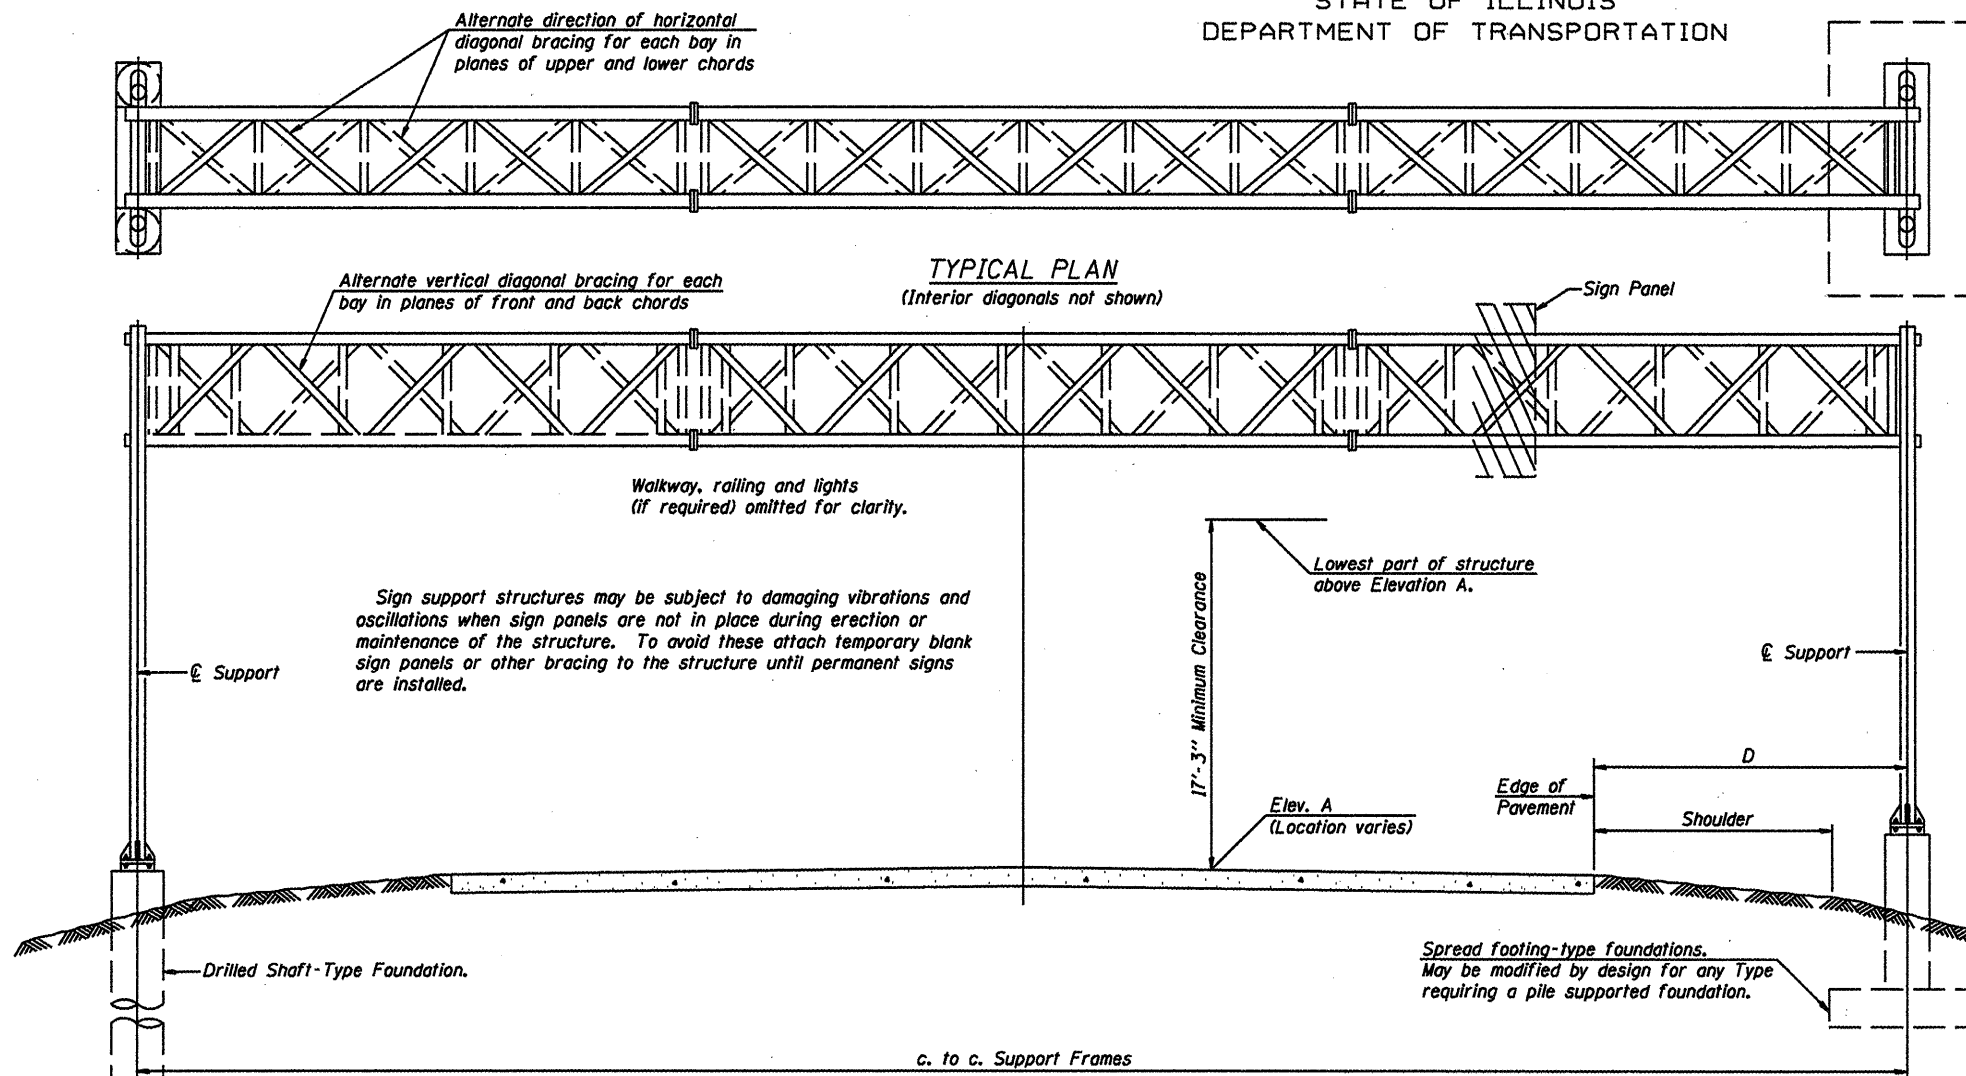 STATE OF ILLINOIS
DEPARTMENT OF TRANSPORTATION
Alternate direction of horizontal
diagonal bracing for each bay in
planes of upper and lower chords
TYPICAL PLAN
(Interior diagonals not shown)
Alternate vertical diagonal bracing for each
bay in planes of front and back chords
Sign Panel
Walkway, railing and lights
(if required) omitted for clarity.
Lowest part of structure
above Elevation A.
17'-3" Minimum Clearance
Sign support structures may be subject to damaging vibrations and
oscillations when sign panels are not in place during erection or
maintenance of the structure. To avoid these attach temporary blank
sign panels or other bracing to the structure until permanent signs
are installed.
℄ Support
℄ Support
D
Edge of
Pavement
Shoulder
Elev. A
(Location varies)
Drilled Shaft-Type Foundation.
Spread footing-type foundations.
May be modified by design for any Type
requiring a pile supported foundation.
c. to c. Support Frames